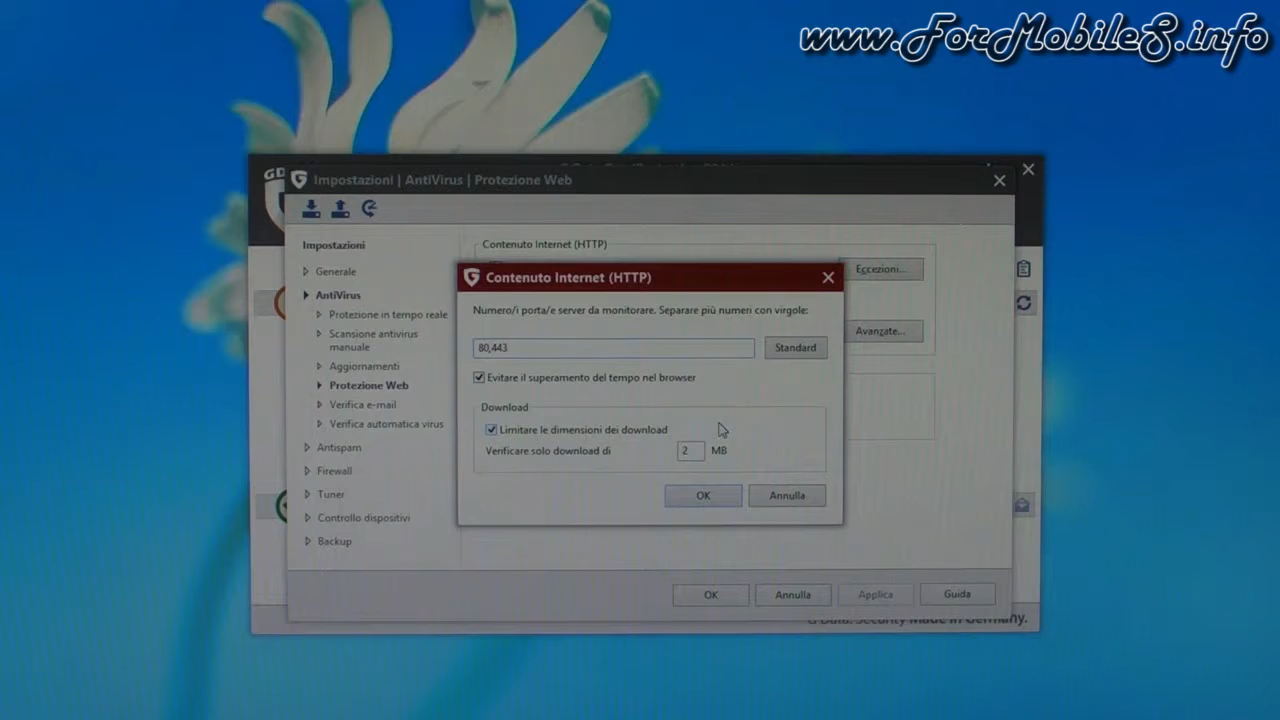 www.ForMobileS.info
GD
Impostazioni | AntiVirus | Protezione Web
Impostazioni
Generale
AntiVirus
Protezione in tempo reale
Scansione antivirus
manuale
Aggiornamenti
Protezione Web
Verifica e-mail
Verifica automatica virus
Antispam
Firewall
Tuner
Controllo dispositivi
Backup
Contenuto Internet (HTTP)
Eccezioni...
Avanzate...
Contenuto Internet (HTTP)
Numero/i porta/e server da monitorare. Separare più numeri con virgole:
80,443
Standard
Evitare il superamento del tempo nel browser
Download
Limitare le dimensioni dei download
Verificare solo download di 2 MB
OK Annulla
OK Annulla Applica Guida
G Data. Security Made in Germany.